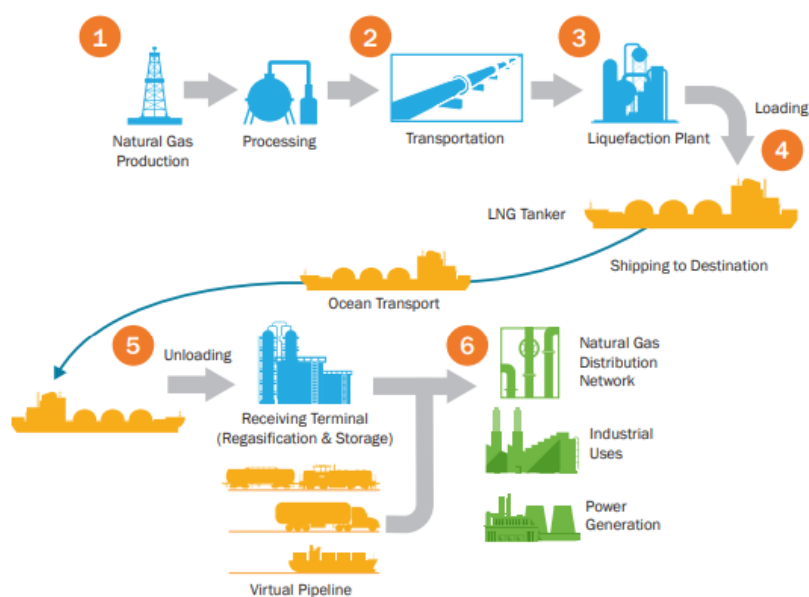 1
2
3
Natural Gas
Production
Processing
Transportation
Liquefaction Plant
Loading
4
LNG Tanker
Shipping to Destination
Ocean Transport
5
Unloading
6
Receiving Terminal
(Regasification & Storage)
Natural Gas
Distribution
Network
Industrial
Uses
Power
Generation
Virtual Pipeline